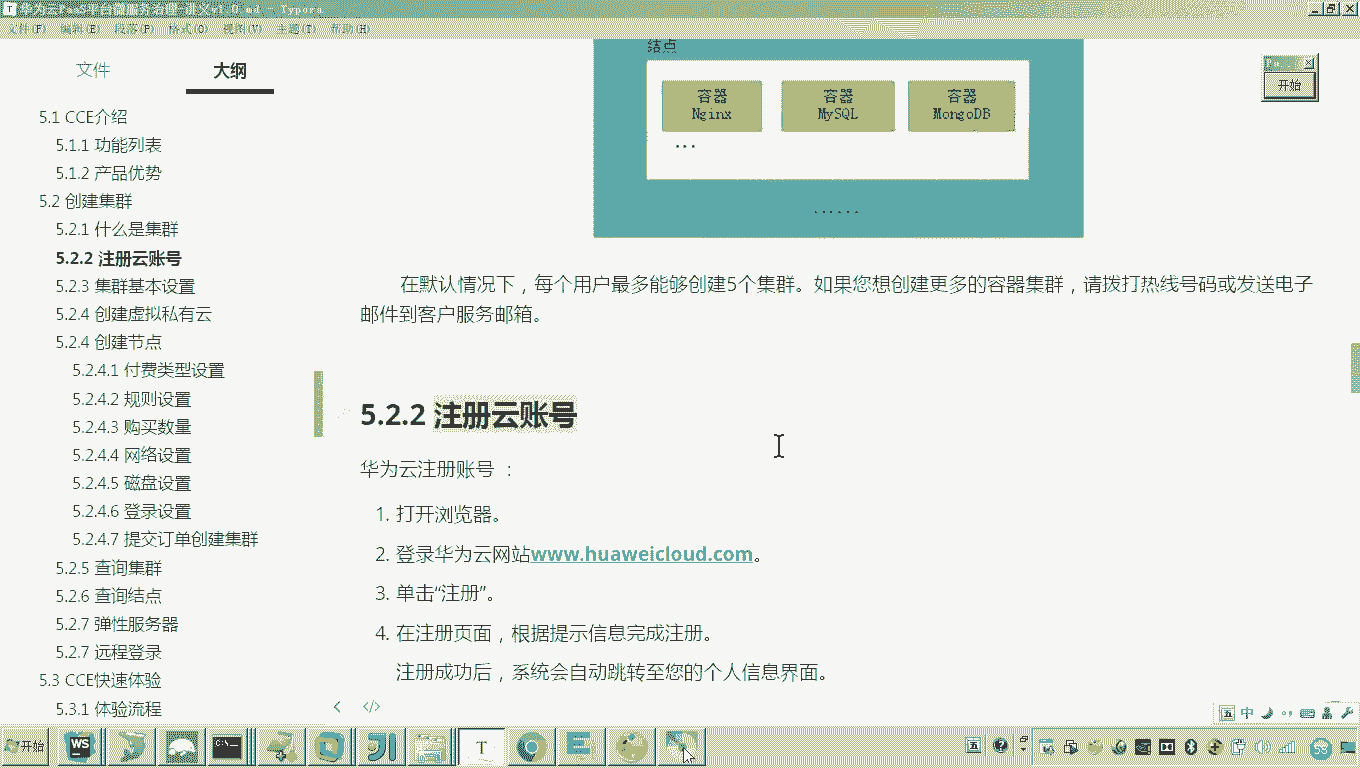 华为云PaaS平台微服务治理-讲义v1.0.md - Typora
文件(F) 编辑(E) 段落(P) 格式(O) 视图(V) 主题(T) 帮助(H)
文件 大纲
5.1 CCE介绍
5.1.1 功能列表
5.1.2 产品优势
5.2 创建集群
5.2.1 什么是集群
5.2.2 注册云账号
5.2.3 集群基本设置
5.2.4 创建虚拟私有云
5.2.4 创建节点
5.2.4.1 付费类型设置
5.2.4.2 规则设置
5.2.4.3 购买数量
5.2.4.4 网络设置
5.2.4.5 磁盘设置
5.2.4.6 登录设置
5.2.4.7 提交订单创建集群
5.2.5 查询集群
5.2.6 查询结点
5.2.7 弹性服务器
5.2.7 远程登录
5.3 CCE快速体验
5.3.1 体验流程
结点
容器 容器 容器
Nginx MySQL MongoDB
...
......
开始
在默认情况下，每个用户最多能够创建5个集群。如果您想创建更多的容器集群，请拨打热线号码或发送电子
邮件到客户服务邮箱。
5.2.2 注册云账号
华为云注册账号 ：
1. 打开浏览器。
2. 登录华为云网站www.huaweicloud.com。
3. 单击“注册”。
4. 在注册页面，根据提示信息完成注册。
注册成功后，系统会自动跳转至您的个人信息界面。
五 中
开始 WS C:\ T 五